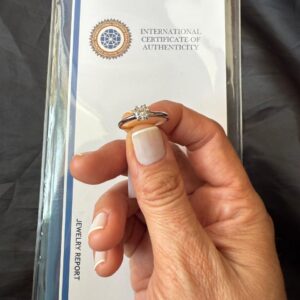 INTERNATIONAL
CERTIFICATE OF
AUTHENTICITY
JEWELRY REPORT